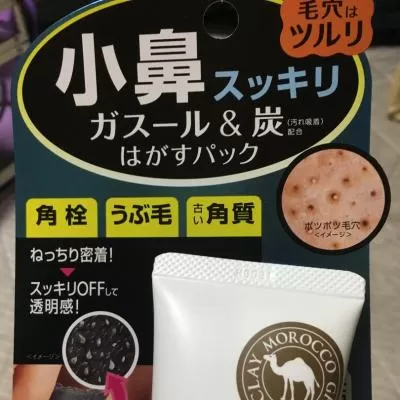 毛穴は
ツルリ
小鼻スッキリ
ガスール&炭(汚れ吸着)配合
はがすパック
角栓
うぶ毛
古い角質
ポツポツ毛穴
<イメージ>
ねっちり密着!
スッキリOFFして
透明感!
<イメージ>
CLAY MOROCCO